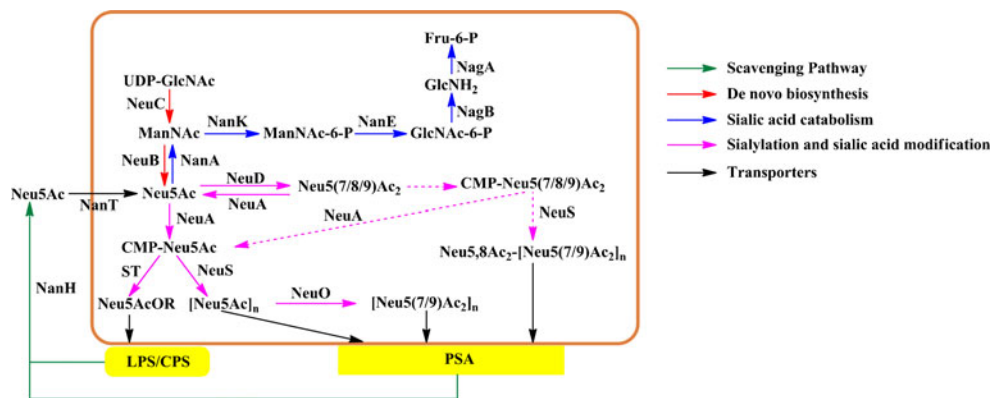 Fru-6-P
NagA
UDP-GlcNAc
GlcNH₂
NeuC
NagB
ManNAc
NanK
ManNAc-6-P
NanE
GlcNAc-6-P
NeuB
NanA
Neu5Ac
NanT
Neu5Ac
NeuD
NeuA
Neu5(7/8/9)Ac₂
CMP-Neu5(7/8/9)Ac₂
NeuA
NeuA
NeuS
CMP-Neu5Ac
Neu5,8Ac₂-[Neu5(7/9)Ac₂]ₙ
ST
NeuS
NanH
Neu5AcOR
[Neu5Ac]ₙ
NeuO
[Neu5(7/9)Ac₂]ₙ
LPS/CPS
PSA
Scavenging Pathway
De novo biosynthesis
Sialic acid catabolism
Sialylation and sialic acid modification
Transporters